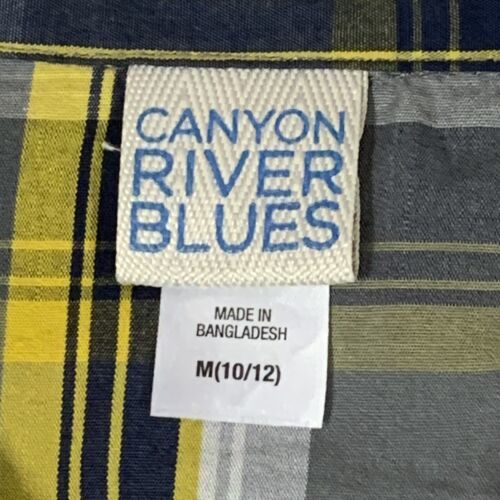 CANYON
RIVER
BLUES
MADE IN
BANGLADESH
M(10/12)